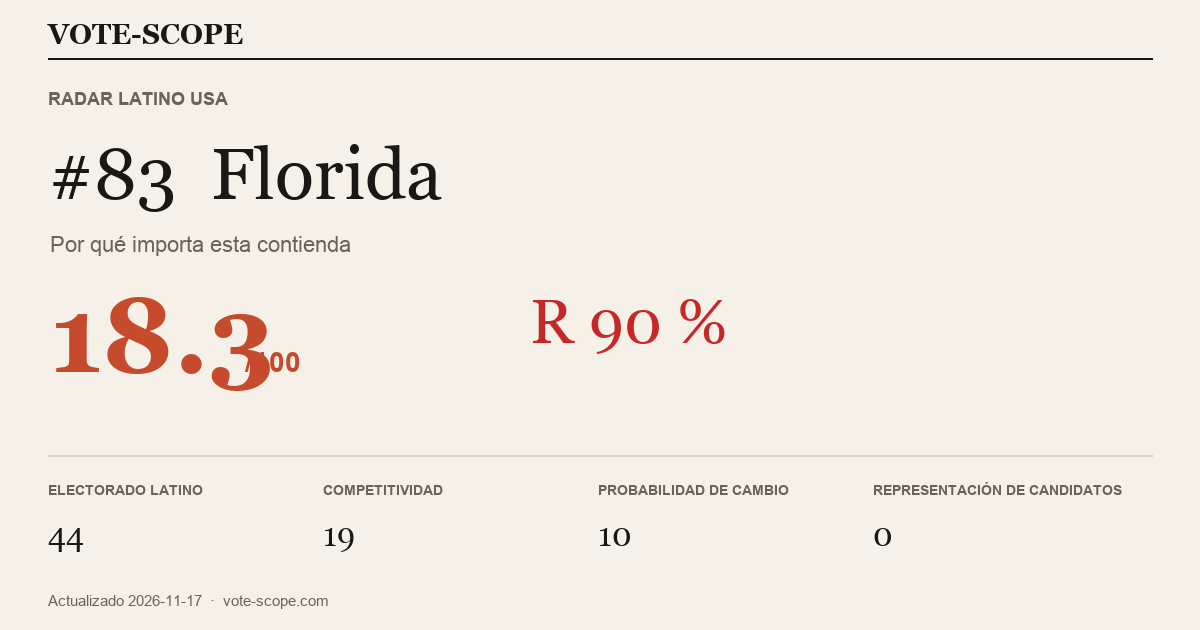 VOTE-SCOPE
RADAR LATINO USA
#83 Florida
Por qué importa esta contienda
18.3 /100
R 90 %
ELECTORADO LATINO
44
COMPETITIVIDAD
19
PROBABILIDAD DE CAMBIO
10
REPRESENTACIÓN DE CANDIDATOS
0
Actualizado 2026-11-17 · vote-scope.com